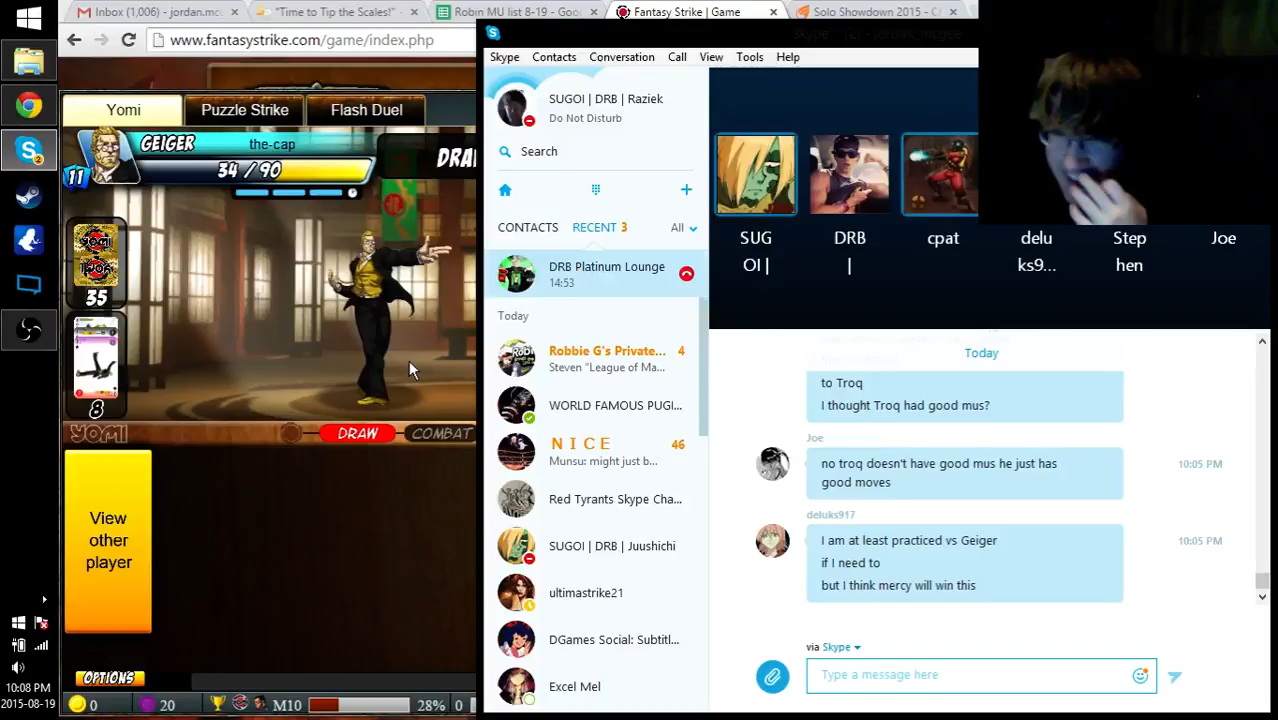 Inbox (1,006) - jordan.mc
"Time to Tip the Scales!"
Robin MU list 8-19 - Goo
Fantasy Strike | Game
Solo Showdown 2015 - C
www.fantasystrike.com/game/index.php
Skype Contacts Conversation Call View Tools Help
SUGOI | DRB | Raziek
Do Not Disturb
Search
CONTACTS RECENT 3 All
DRB Platinum Lounge
14:53
Today
Robbie G's Private... 4
Steven "League of Ma...
WORLD FAMOUS PUGI...
N I C E 46
Munsu: might just b...
Red Tyrants Skype Cha...
SUGOI | DRB | Juushichi
ultimastrike21
DGames Social: Subtitl...
Excel Mel
Yomi Puzzle Strike Flash Duel
GEIGER the-cap
34 / 90
11
DRA
YOMI
35
8
YOMI
DRAW COMBAT
View
other
player
OPTIONS
0 20 M10 28% 0
10:08 PM
2015-08-19
SUG
OI |
DRB
|
cpat
delu
ks9...
Step
hen
Joe
Today
to Troq
I thought Troq had good mus?
Joe
no troq doesn't have good mus he just has
good moves
10:05 PM
deluks917
I am at least practiced vs Geiger
if I need to
but I think mercy will win this
10:05 PM
via Skype
Type a message here